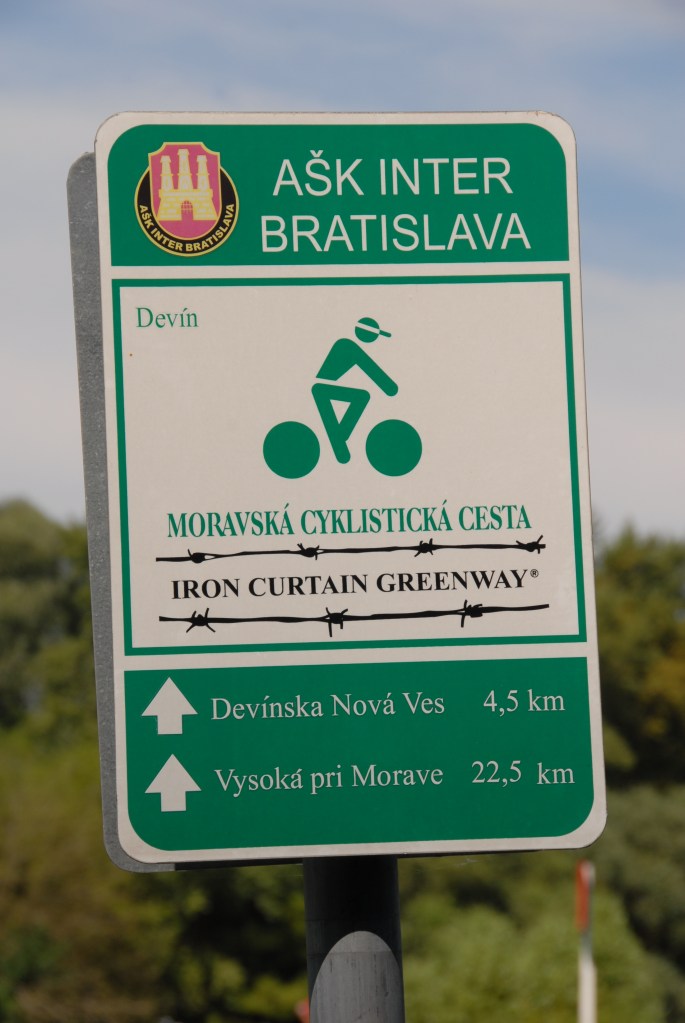 AŠK INTER
BRATISLAVA
AŠK INTER BRATISLAVA
Devín
MORAVSKÁ CYKLISTICKÁ CESTA
IRON CURTAIN GREENWAY®
Devínska Nová Ves 4,5 km
Vysoká pri Morave 22,5 km